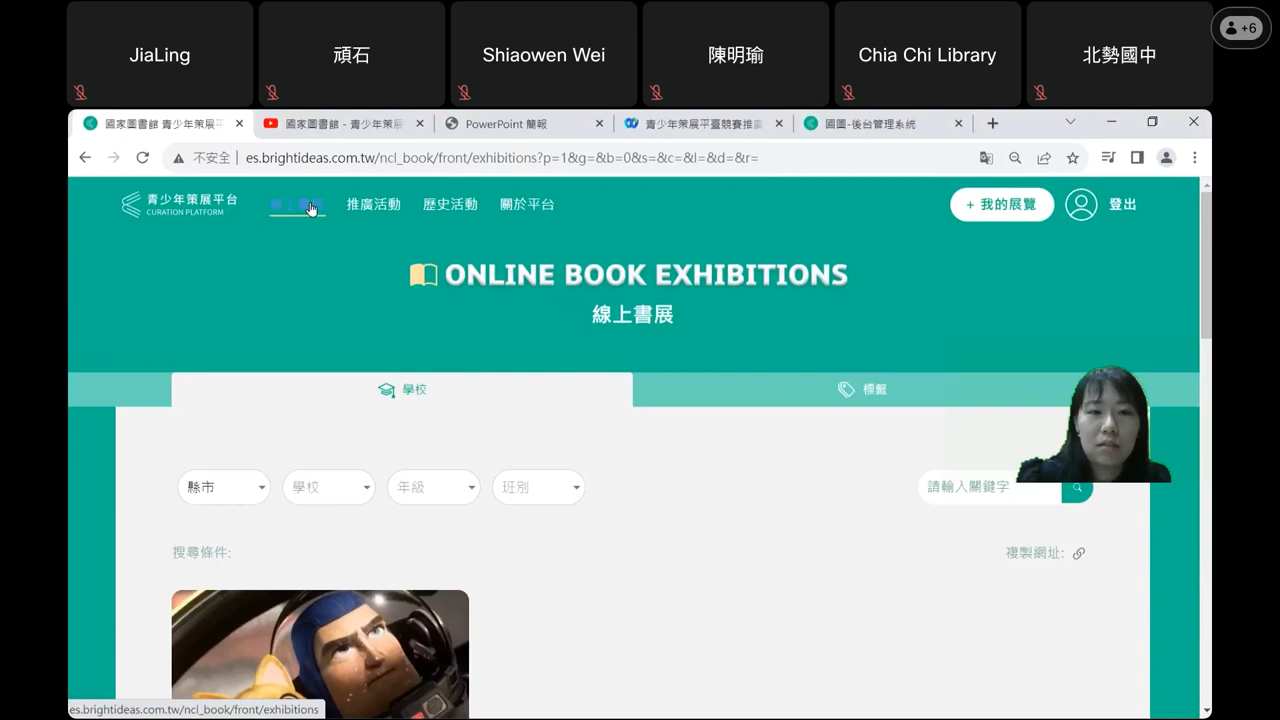 JiaLing
頑石
Shiaowen Wei
陳明瑜
Chia Chi Library
北勢國中
+6
國家圖書館 青少年策展平
國家圖書館 - 青少年策展
PowerPoint 簡報
青少年策展平臺競賽推廣
國圖-後台管理系統
不安全
es.brightideas.com.tw/ncl_book/front/exhibitions?p=1&g=&b=0&s=&c=&l=&d=&r=
青少年策展平台
CURATION PLATFORM
推廣活動
歷史活動
關於平台
+ 我的展覽
登出
ONLINE BOOK EXHIBITIONS
線上書展
學校
標籤
縣市
學校
年級
班別
請輸入關鍵字
搜尋條件:
複製網址:
es.brightideas.com.tw/ncl_book/front/exhibitions